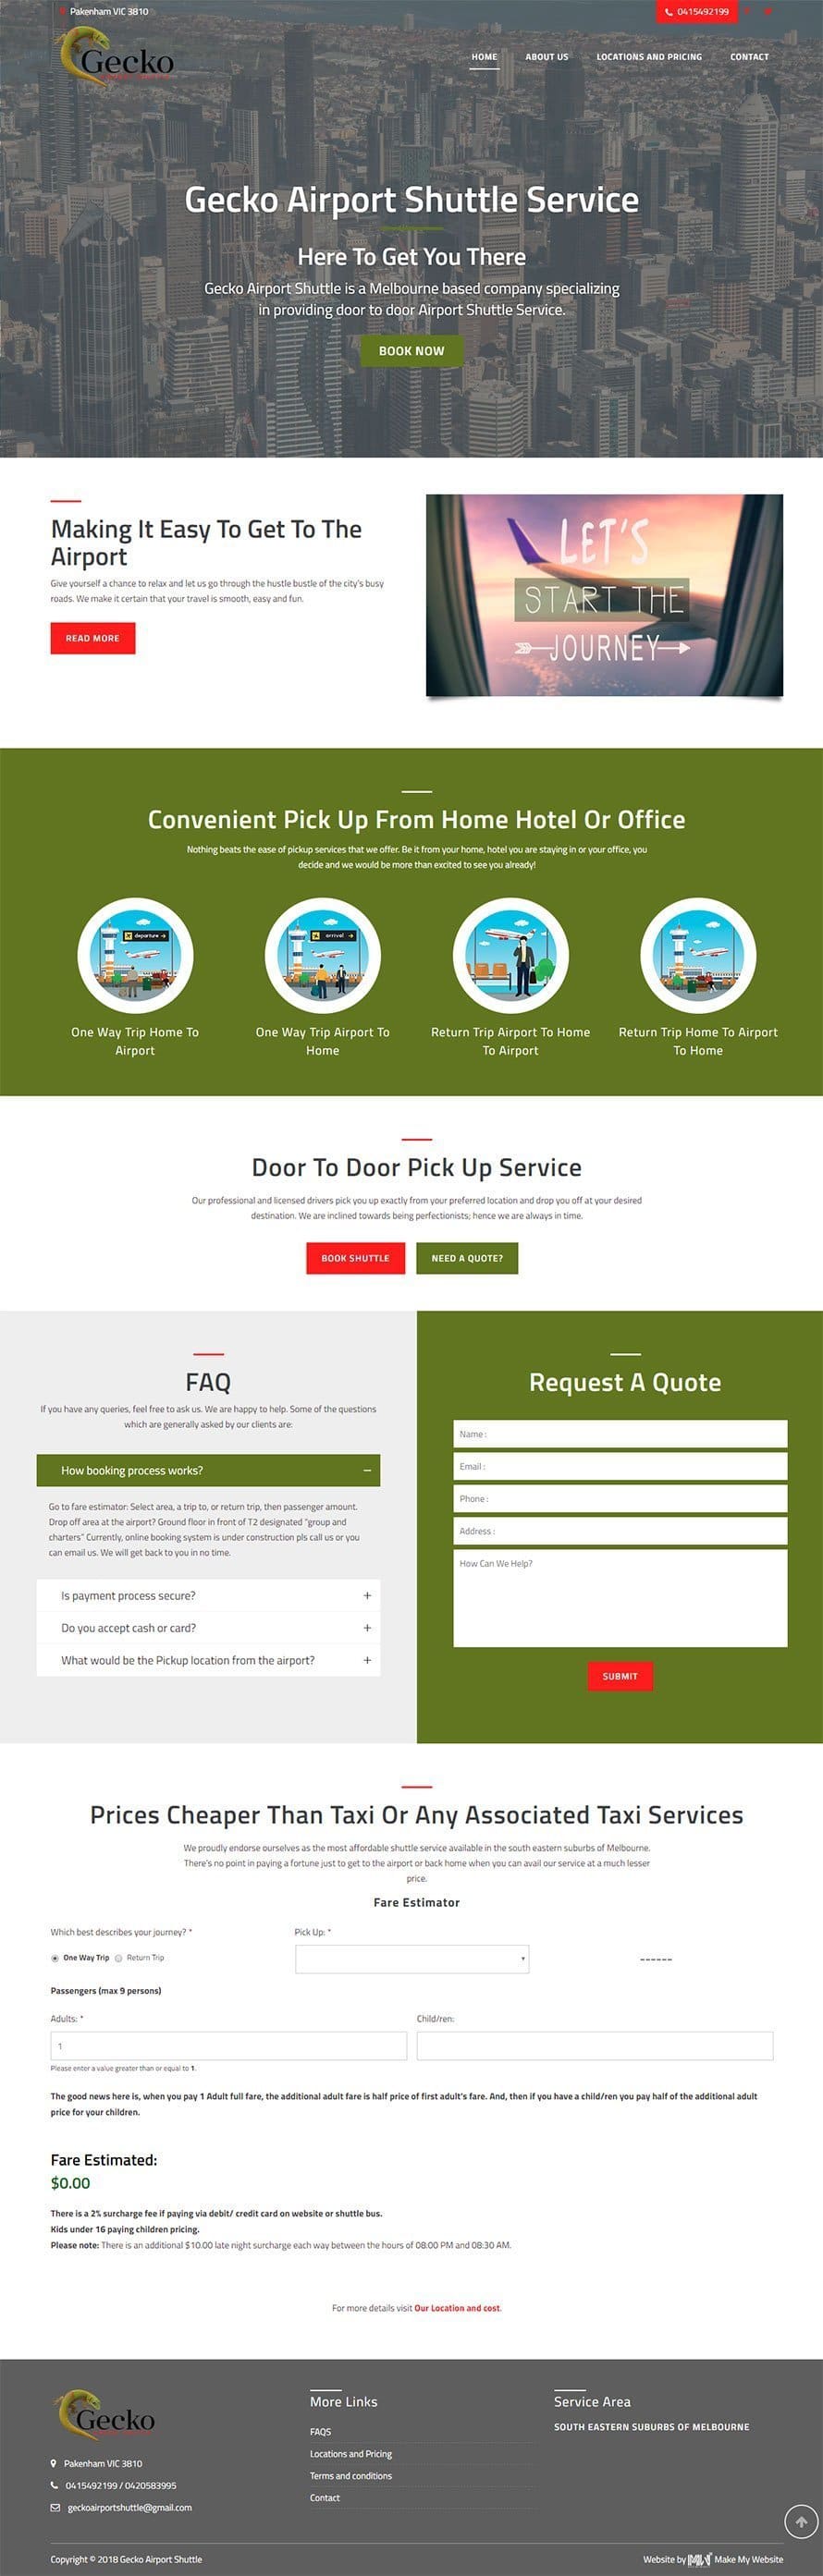 Pakenham VIC 3810
0415492199
Gecko
HOME ABOUT US LOCATIONS AND PRICING CONTACT
Gecko Airport Shuttle Service
Here To Get You There
Gecko Airport Shuttle is a Melbourne based company specializing
in providing door to door Airport Shuttle Service.
BOOK NOW
Making It Easy To Get To The
Airport
Give yourself a chance to relax and let us go through the hustle bustle of the city's busy
roads. We make it certain that your travel is smooth, easy and fun.
READ MORE
LET'S
START THE
JOURNEY
Convenient Pick Up From Home Hotel Or Office
Nothing beats the ease of pickup services that we offer. Be it from your home, hotel you are staying in or your office, you
decide and we would be more than excited to see you already!
departure
arrival
One Way Trip Home To
Airport
One Way Trip Airport To
Home
Return Trip Airport To Home
To Airport
Return Trip Home To Airport
To Home
Door To Door Pick Up Service
Our professional and licensed drivers pick you up exactly from your preferred location and drop you off at your desired
destination. We are inclined towards being perfectionists; hence we are always in time.
BOOK SHUTTLE
NEED A QUOTE?
FAQ
If you have any queries, feel free to ask us. We are happy to help. Some of the questions
which are generally asked by our clients are:
How booking process works? −
Go to fare estimator: Select area, a trip to, or return trip, then passenger amount.
Drop off area at the airport? Ground floor in front of T2 designated "group and
charters" Currently, online booking system is under construction pls call us or you
can email us. We will get back to you in no time.
Is payment process secure? +
Do you accept cash or card? +
What would be the Pickup location from the airport? +
Request A Quote
Name :
Email :
Phone :
Address :
How Can We Help?
SUBMIT
Prices Cheaper Than Taxi Or Any Associated Taxi Services
We proudly endorse ourselves as the most affordable shuttle service available in the south eastern suburbs of Melbourne.
There's no point in paying a fortune just to get to the airport or back home when you can avail our service at a much lesser
price.
Fare Estimator
Which best describes your journey? *
One Way Trip Return Trip
Pick Up: *
------
Passengers (max 9 persons)
Adults: *
1
Please enter a value greater than or equal to 1.
Child/ren:
The good news here is, when you pay 1 Adult full fare, the additional adult fare is half price of first adult's fare. And, then if you have a child/ren you pay half of the additional adult
price for your children.
Fare Estimated:
$0.00
There is a 2% surcharge fee if paying via debit/ credit card on website or shuttle bus.
Kids under 16 paying children pricing.
Please note: There is an additional $10.00 late night surcharge each way between the hours of 08:00 PM and 08:30 AM.
For more details visit Our Location and cost.
Gecko
Pakenham VIC 3810
0415492199 / 0420583995
geckoairportshuttle@gmail.com
More Links
FAQS
Locations and Pricing
Terms and conditions
Contact
Service Area
SOUTH EASTERN SUBURBS OF MELBOURNE
Copyright © 2018 Gecko Airport Shuttle
Website by Make My Website